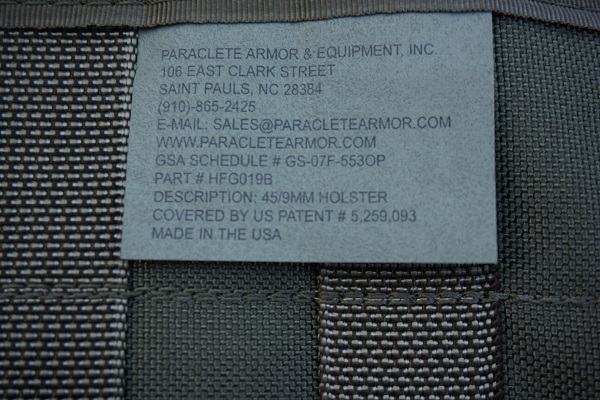 PARACLETE ARMOR & EQUIPMENT, INC.
106 EAST CLARK STREET
SAINT PAULS, NC 28384
(910)-865-2425
E-MAIL: SALES@PARACLETEARMOR.COM
WWW.PARACLETEARMOR.COM
GSA SCHEDULE # GS-07F-553OP
PART # HFG019B
DESCRIPTION: 45/9MM HOLSTER
COVERED BY US PATENT # 5,259,093
MADE IN THE USA